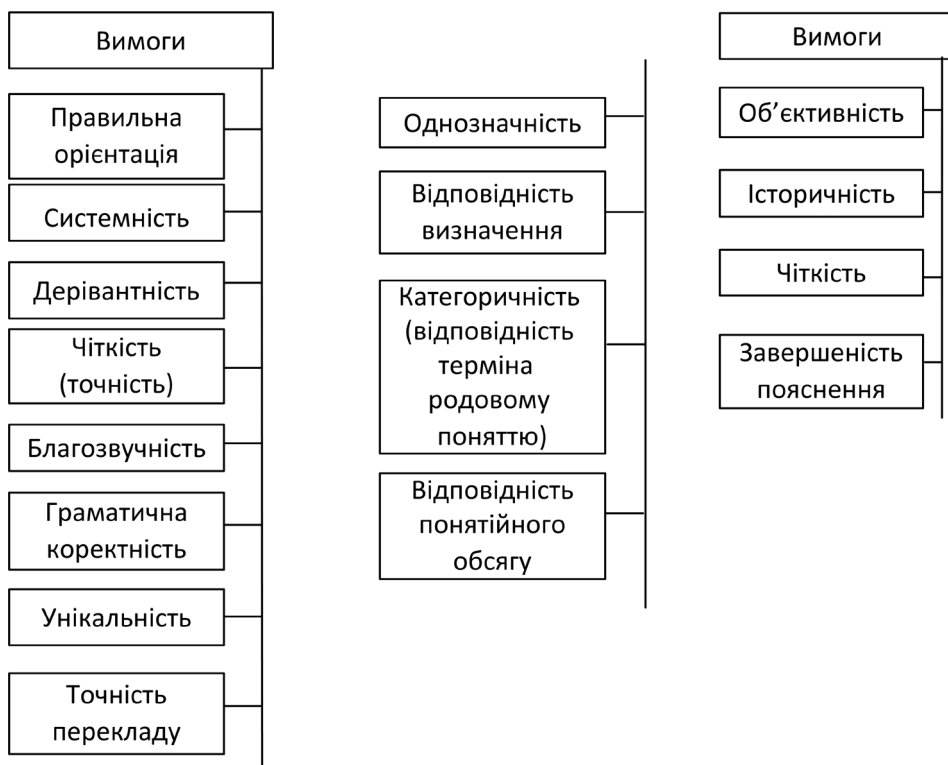 Вимоги
Правильна
орієнтація
Системність
Дерівантність
Чіткість
(точність)
Благозвучність
Граматична
коректність
Унікальність
Точність
перекладу
Однозначність
Відповідність
визначення
Категоричність
(відповідність
терміна
родовому
поняттю)
Відповідність
понятійного
обсягу
Вимоги
Об’єктивність
Історичність
Чіткість
Завершеність
пояснення